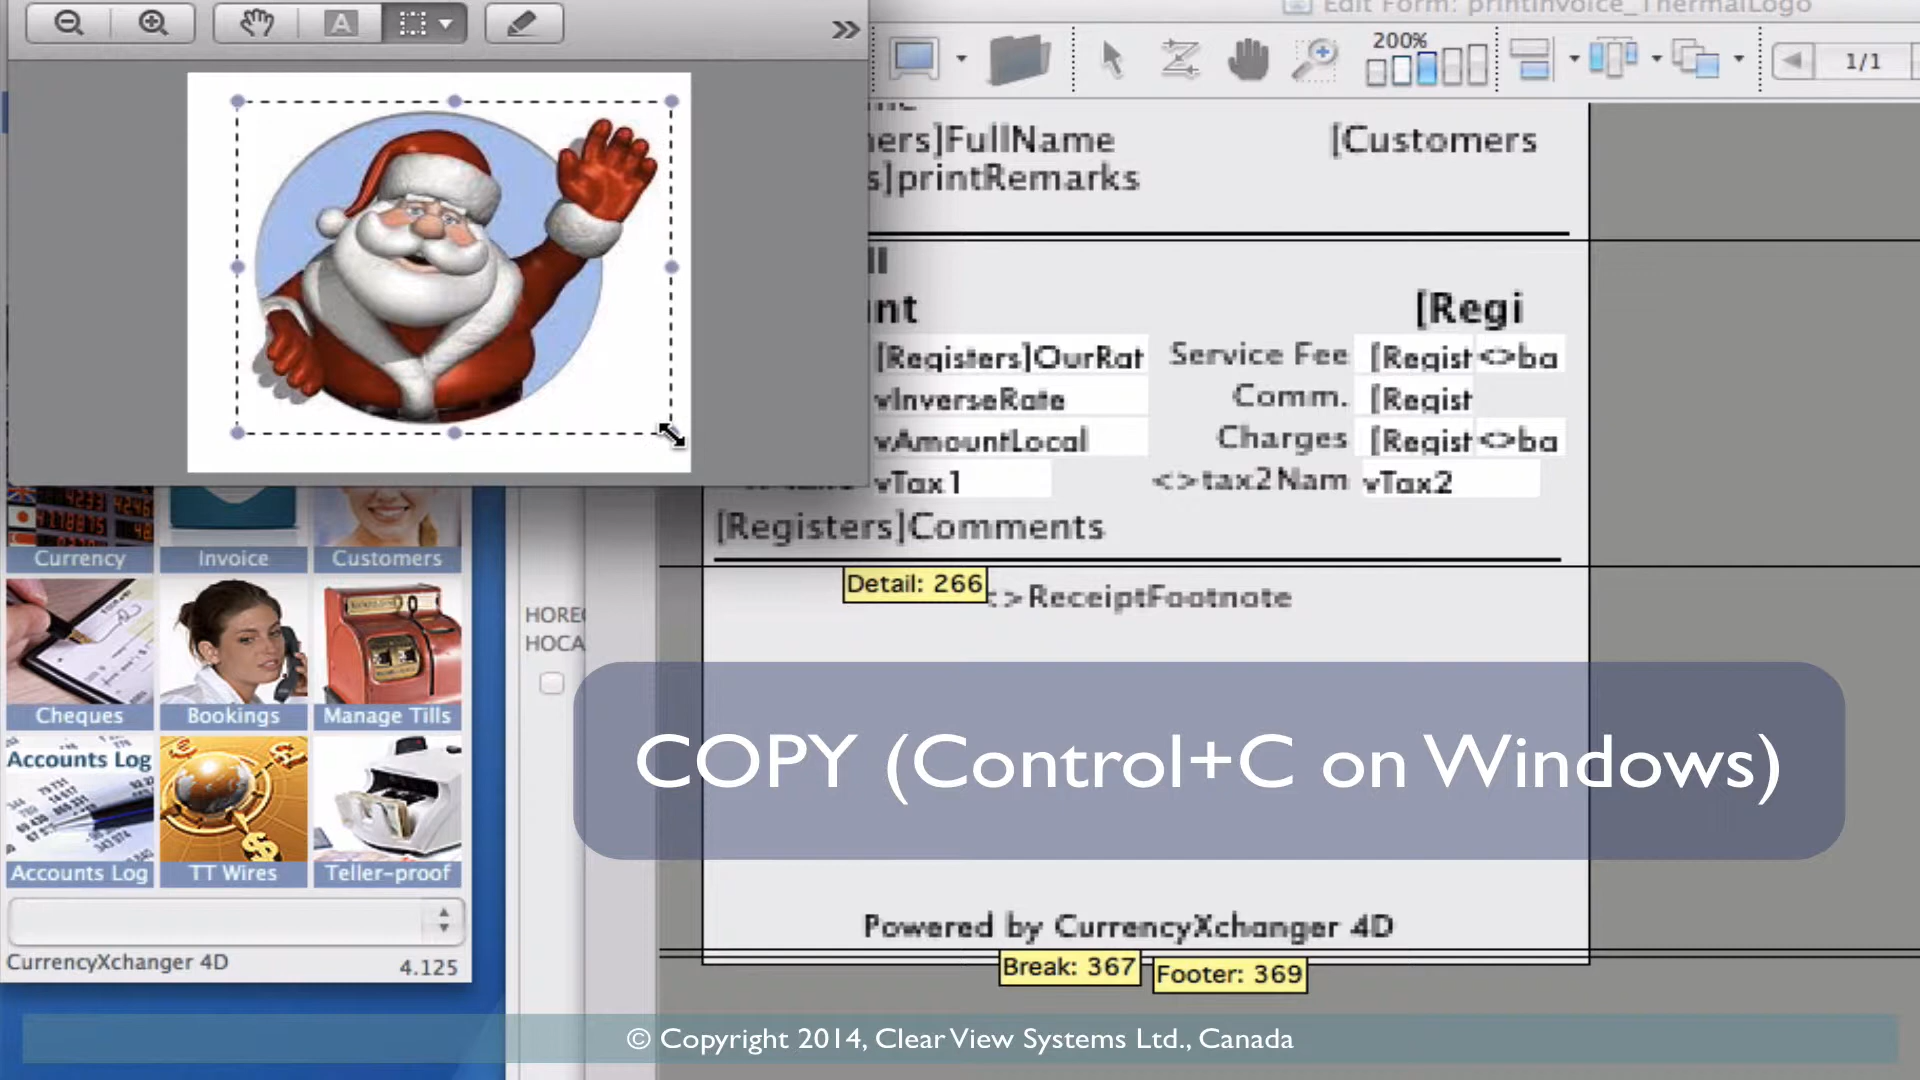 Edit Form: printInvoice_ThermalLogo
A
200%
1/1
ers]FullName
[Customers
s]printRemarks
[Regi
[Registers]OurRat
Service Fee
[Regist
<>ba
vInverseRate
Comm.
[Regist
vAmountLocal
Charges
[Regist
<>ba
vTax1
<>tax2Nam
vTax2
[Registers]Comments
Currency
Invoice
Customers
Detail: 266
>ReceiptFootnote
HORE
HOCA
Cheques
Bookings
Manage Tills
COPY (Control+C on Windows)
Accounts Log
Accounts Log
TT Wires
Teller-proof
Powered by CurrencyXchanger 4D
CurrencyXchanger 4D
4.125
Break: 367
Footer: 369
© Copyright 2014, Clear View Systems Ltd., Canada